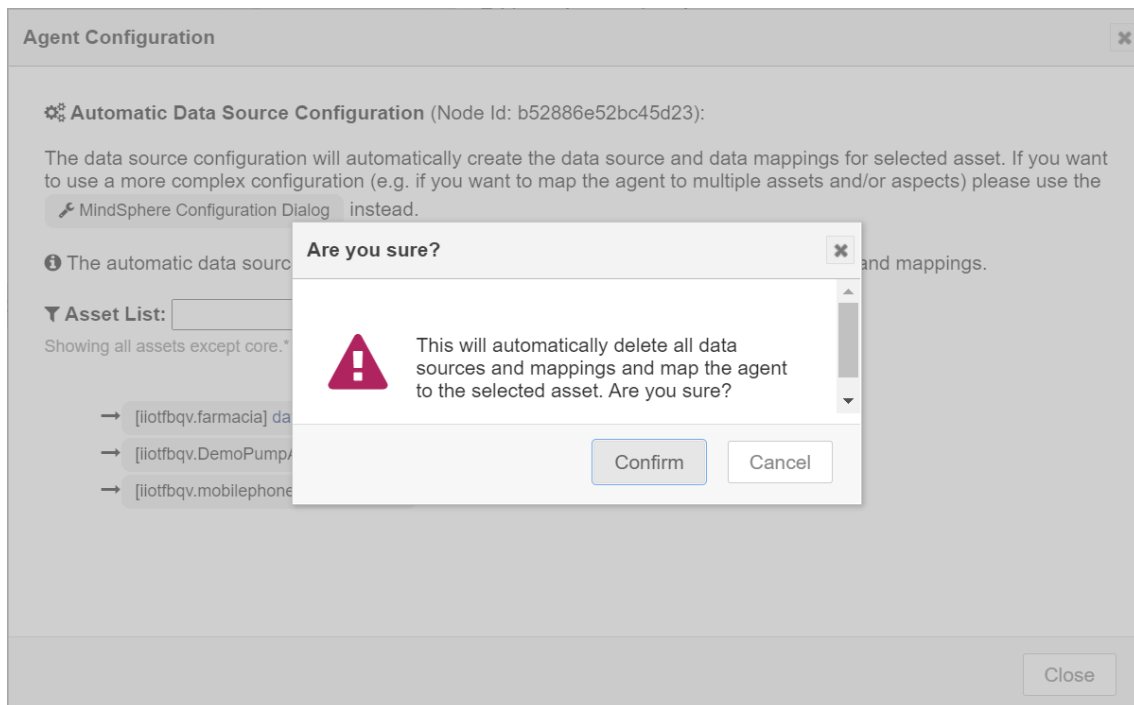 Agent Configuration
Automatic Data Source Configuration (Node Id: b52886e52bc45d23):
The data source configuration will automatically create the data source and data mappings for selected asset. If you want
to use a more complex configuration (e.g. if you want to map the agent to multiple assets and/or aspects) please use the
MindSphere Configuration Dialog instead.
The automatic data sourc
and mappings.
Asset List:
Showing all assets except core.*
[iiotfbqv.farmacia] da
[iiotfbqv.DemoPump
[iiotfbqv.mobilephone
Are you sure?
This will automatically delete all data
sources and mappings and map the agent
to the selected asset. Are you sure?
Confirm
Cancel
Close